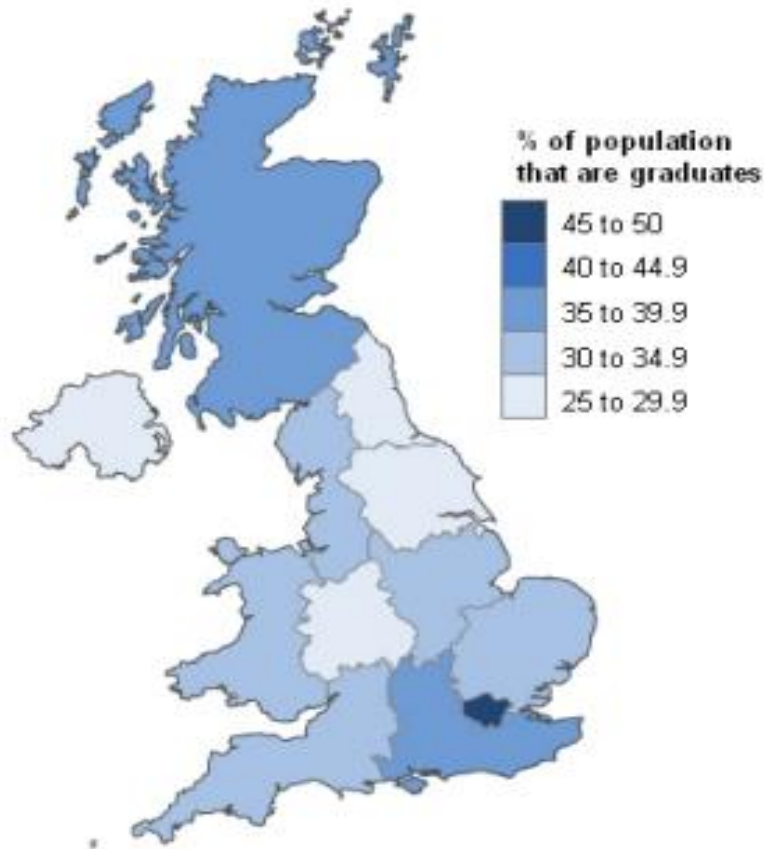 % of population
that are graduates
45 to 50
40 to 44.9
35 to 39.9
30 to 34.9
25 to 29.9